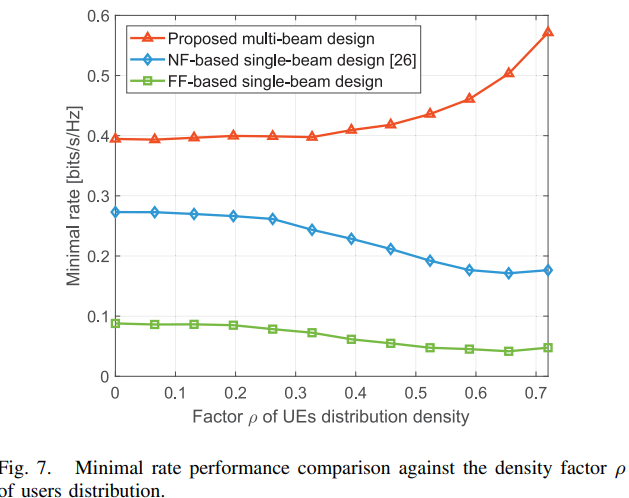 0.6
0.5
0.4
0.3
0.2
0.1
0
Minimal rate [bits/s/Hz]
Proposed multi-beam design
NF-based single-beam design [26]
FF-based single-beam design
0 0.1 0.2 0.3 0.4 0.5 0.6 0.7
Factor ρ of UEs distribution density
Fig. 7. Minimal rate performance comparison against the density factor ρ
of users distribution.